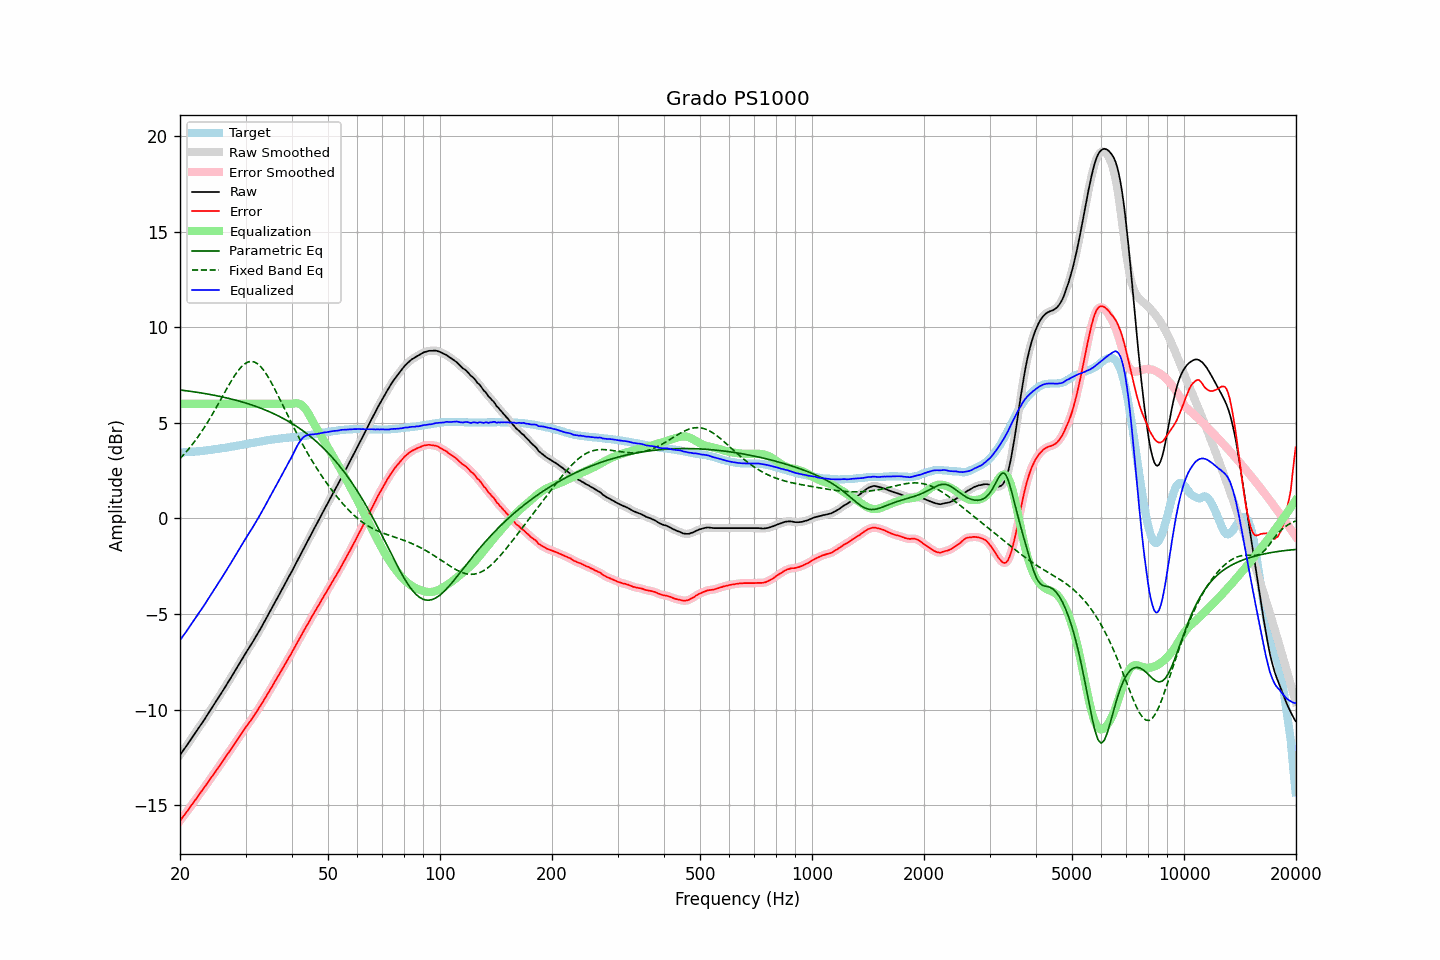 Grado PS1000
Target
Raw Smoothed
Error Smoothed
Raw
Error
Equalization
Parametric Eq
Fixed Band Eq
Equalized
20
15
10
5
0
−5
−10
−15
Amplitude (dBr)
20 50 100 200 500 1000 2000 5000 10000 20000
Frequency (Hz)